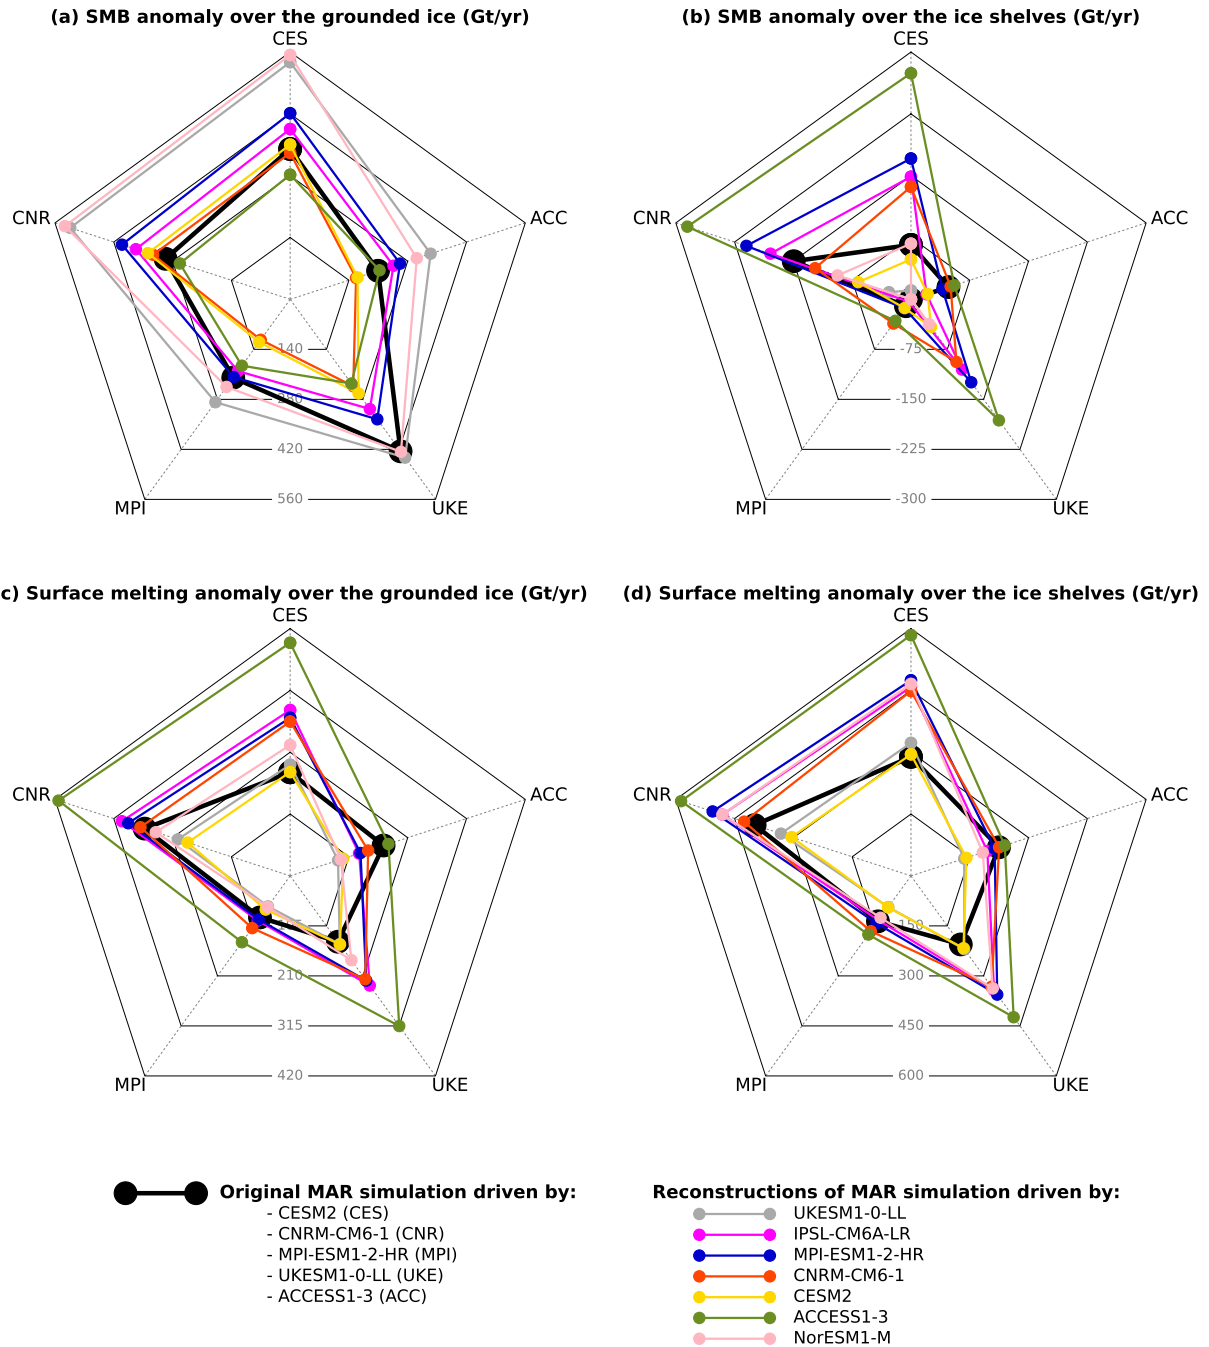 (a) SMB anomaly over the grounded ice (Gt/yr)
CES
CNR
ACC
140
280
420
560
MPI
UKE
(b) SMB anomaly over the ice shelves (Gt/yr)
CES
CNR
ACC
-75
-150
-225
-300
MPI
UKE
c) Surface melting anomaly over the grounded ice (Gt/yr)
CES
CNR
ACC
210
315
420
MPI
UKE
(d) Surface melting anomaly over the ice shelves (Gt/yr)
CES
CNR
ACC
150
300
450
600
MPI
UKE
Original MAR simulation driven by:
- CESM2 (CES)
- CNRM-CM6-1 (CNR)
- MPI-ESM1-2-HR (MPI)
- UKESM1-0-LL (UKE)
- ACCESS1-3 (ACC)
Reconstructions of MAR simulation driven by:
UKESM1-0-LL
IPSL-CM6A-LR
MPI-ESM1-2-HR
CNRM-CM6-1
CESM2
ACCESS1-3
NorESM1-M